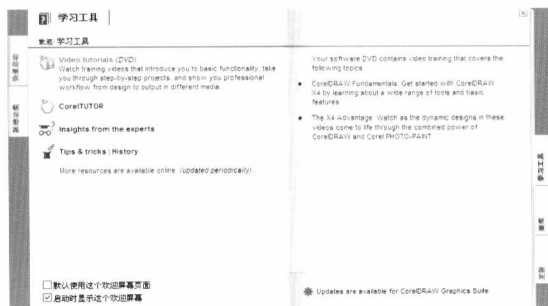 学习工具
欢迎/学习工具
Video tutorials (DVD)
Watch training videos that introduce you to basic functionality, take
you through step-by-step projects, and show you professional
workflow from design to output in different media.
CorelTUTOR
Insights from the experts
Tips & tricks | History
More resources are available online. (updated periodically)
默认使用这个欢迎屏幕页面
启动时显示这个欢迎屏幕
Your software DVD contains video training that covers the
following topics:
CorelDRAW Fundamentals: Get started with CorelDRAW
X4 by learning about a wide range of tools and basic
features
The X4 Advantage: Watch as the dynamic designs in these
videos come to life through the combined power of
CorelDRAW and Corel PHOTO-PAINT.
Updates are available for CorelDRAW Graphics Suite
学习工具